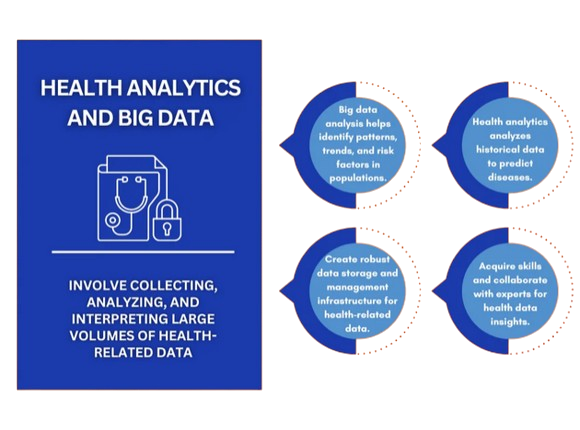 HEALTH ANALYTICS
AND BIG DATA
INVOLVE COLLECTING,
ANALYZING, AND
INTERPRETING LARGE
VOLUMES OF HEALTH-
RELATED DATA
Big data
analysis helps
identify patterns,
trends, and risk
factors in
populations.
Health analytics
analyzes
historical data
to predict
diseases.
Create robust
data storage and
management
infrastructure for
health-related
data.
Acquire skills
and collaborate
with experts for
health data
insights.